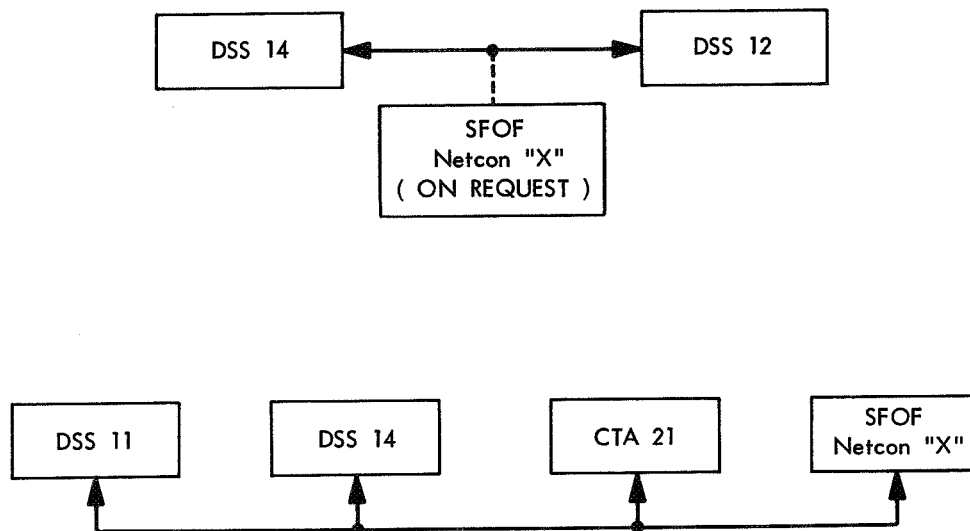 DSS 14
DSS 12
SFOF
Netcon "X"
( ON REQUEST )
DSS 11
DSS 14
CTA 21
SFOF
Netcon "X"